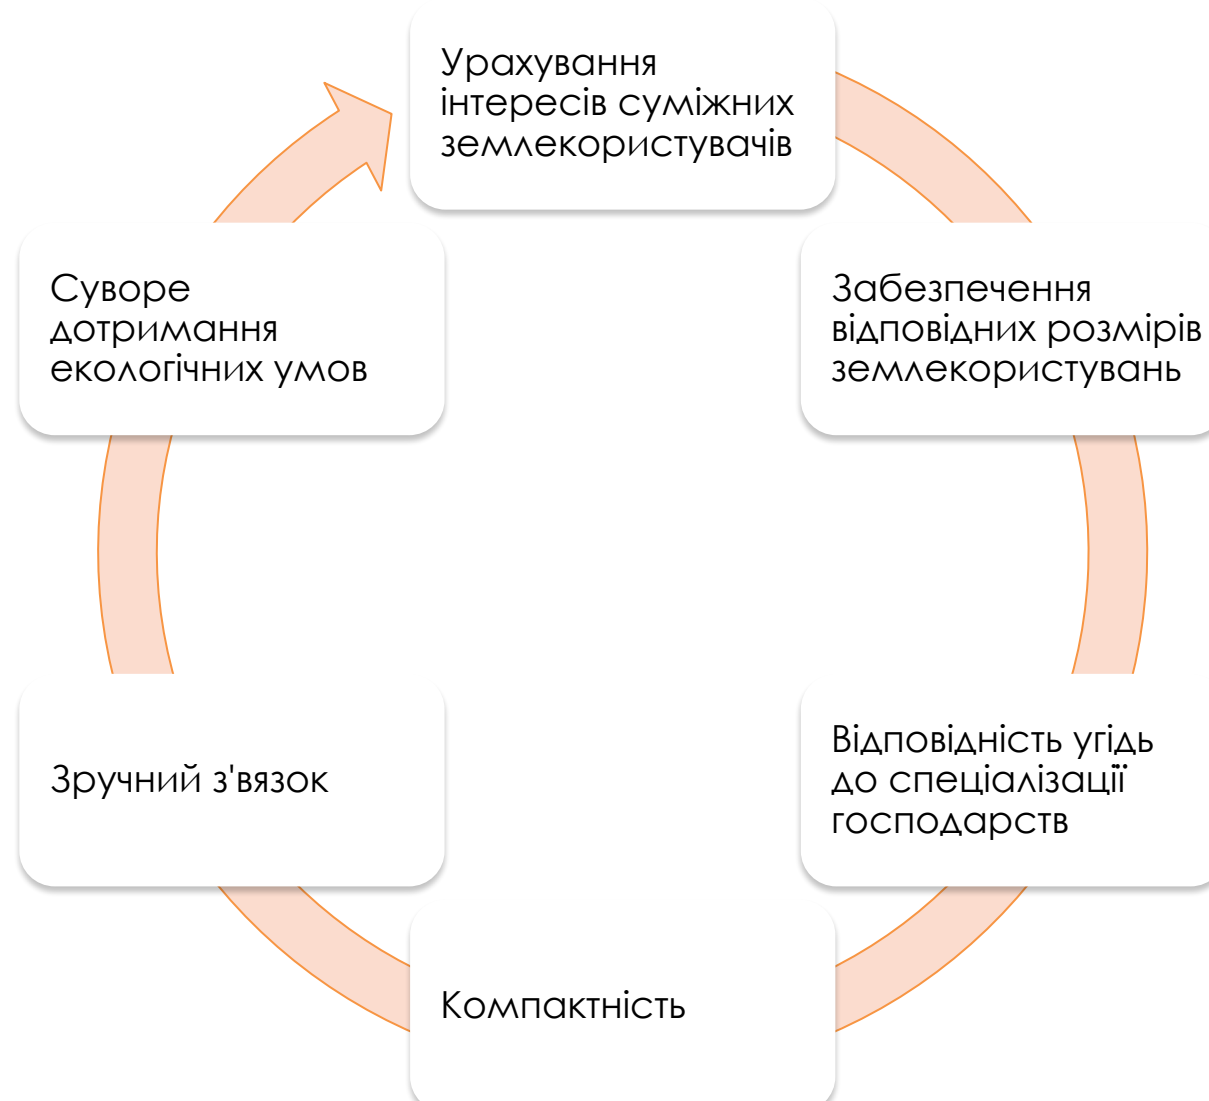 Урахування
інтересів суміжних
землекористувачів
Забезпечення
відповідних розмірів
землекористувань
Відповідність угідь
до спеціалізації
господарств
Компактність
Зручний з'вязок
Суворе
дотримання
екологічних умов